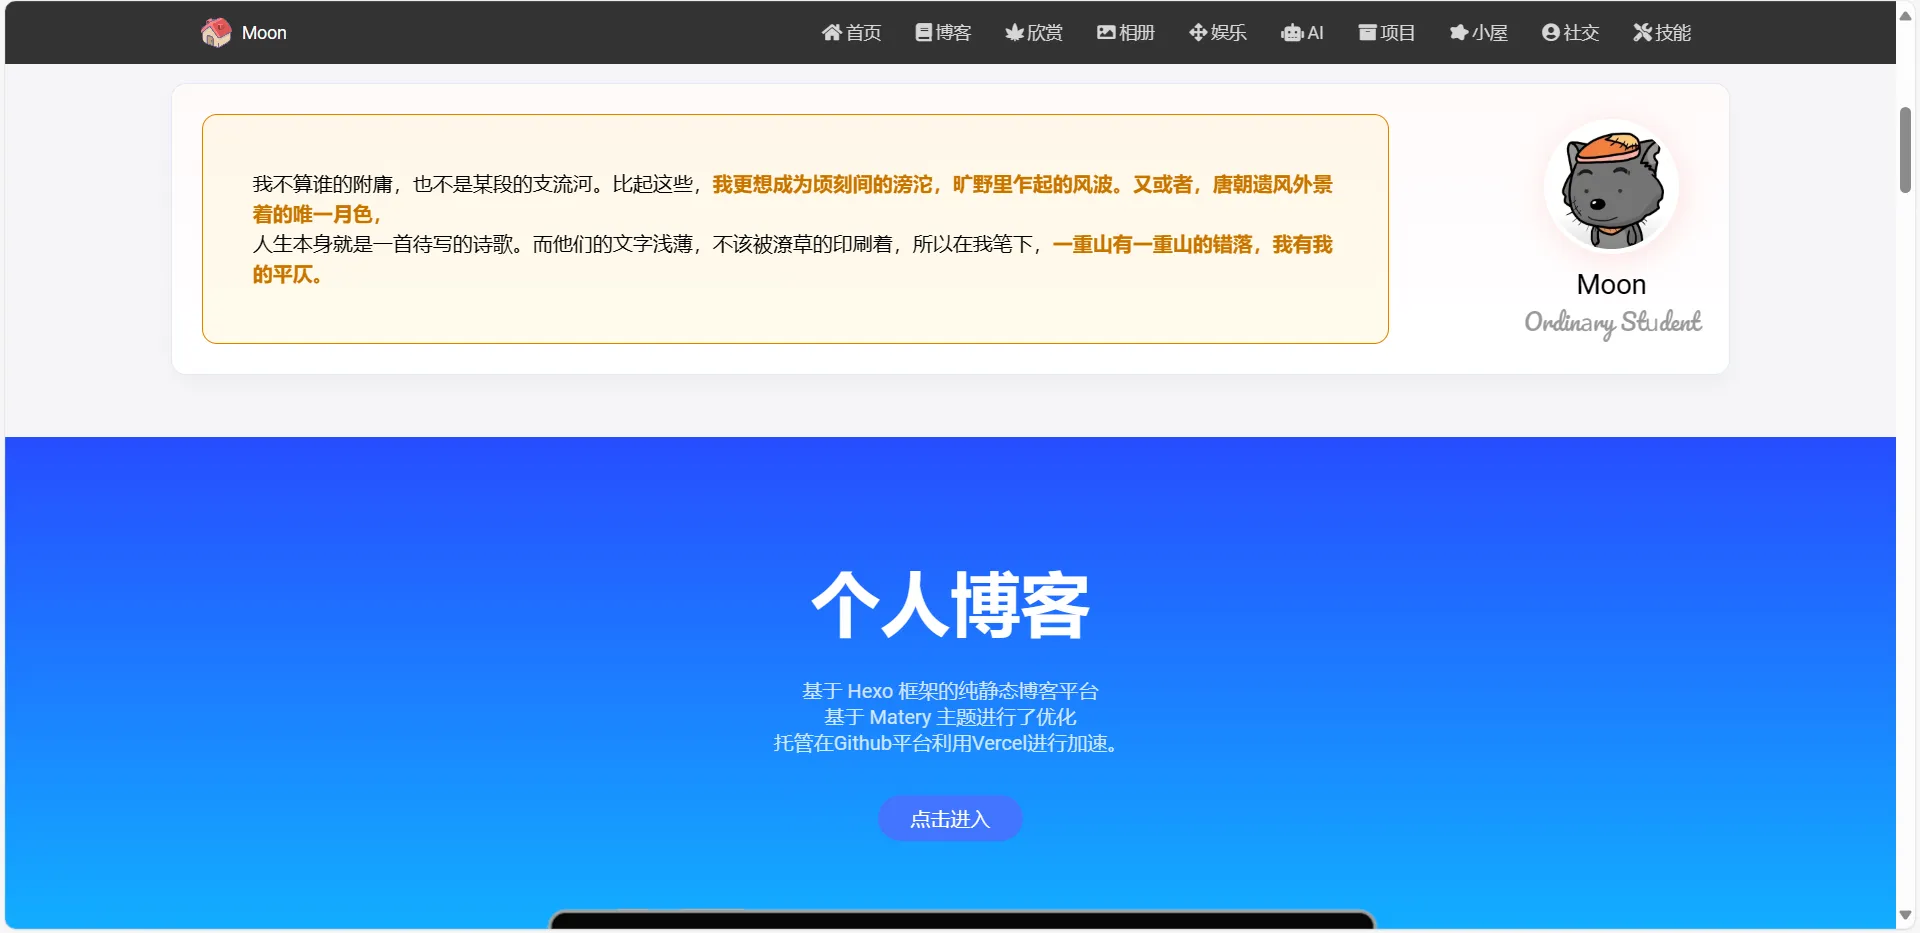 Moon
首页
博客
欣赏
相册
娱乐
AI
项目
小屋
社交
技能
我不算谁的附庸，也不是某段的支流河。比起这些，我更想成为顷刻间的滂沱，旷野里乍起的风波。又或者，唐朝遗风外景
着的唯一月色，
人生本身就是一首待写的诗歌。而他们的文字浅薄，不该被潦草的印刷着，所以在我笔下，一重山有一重山的错落，我有我
的平仄。
Moon
Ordinary Student
个人博客
基于 Hexo 框架的纯静态博客平台
基于 Matery 主题进行了优化
托管在Github平台利用Vercel进行加速。
点击进入